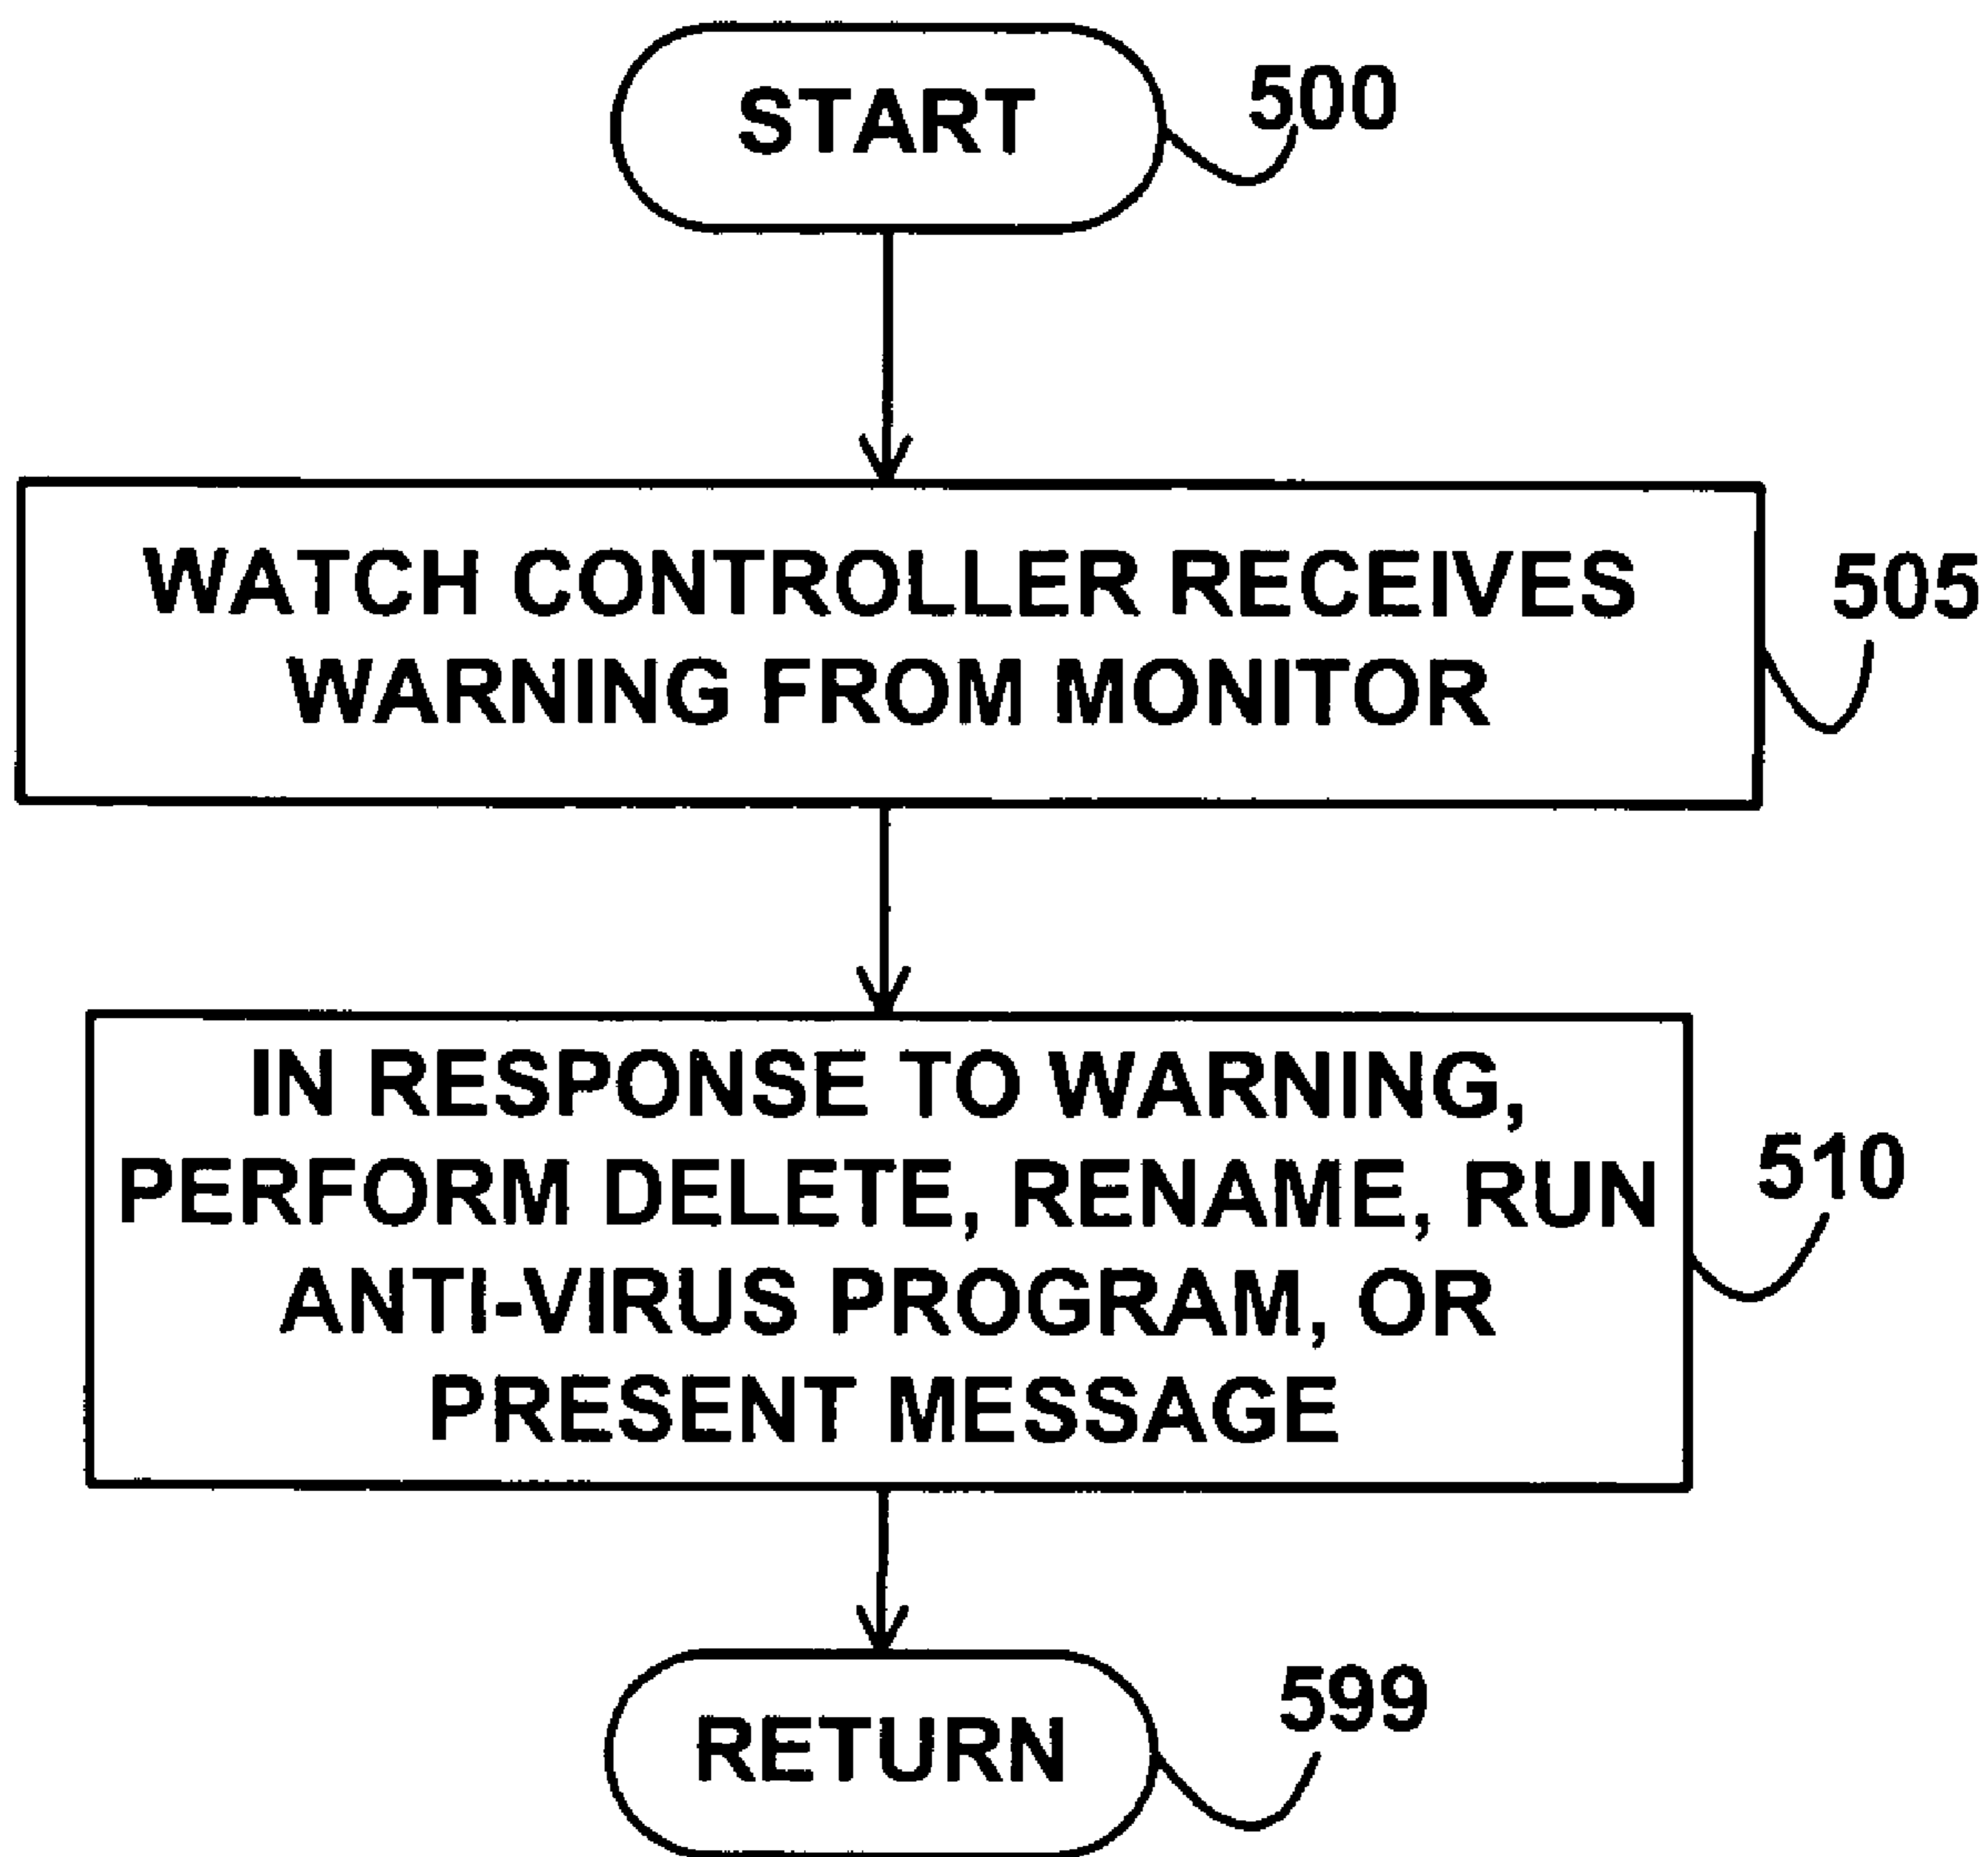 START
500
WATCH CONTROLLER RECEIVES
WARNING FROM MONITOR
505
IN RESPONSE TO WARNING,
PERFORM DELETE, RENAME, RUN
ANTI-VIRUS PROGRAM, OR
PRESENT MESSAGE
510
RETURN
599